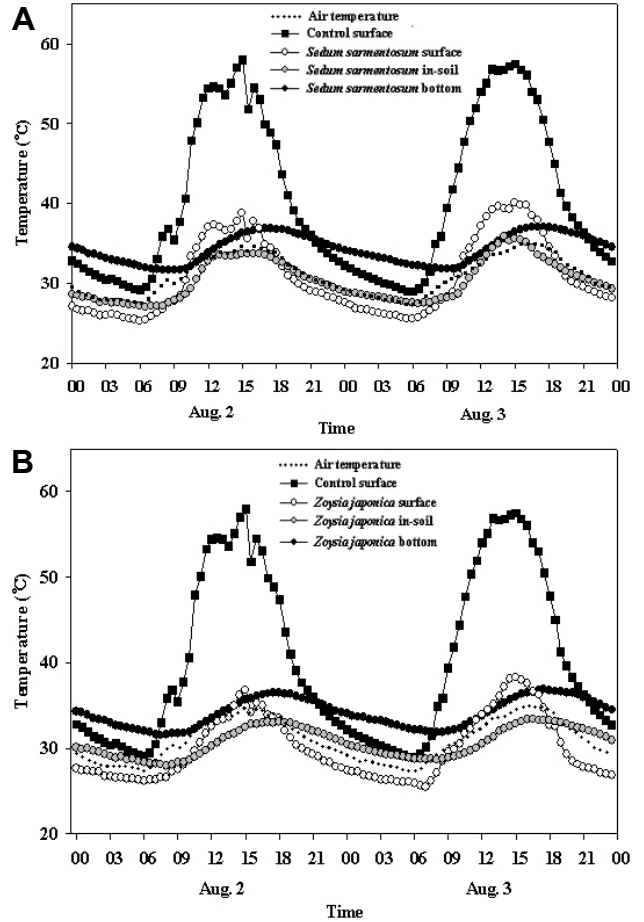 A
Air temperature
Control surface
Sedum sarmentosum surface
Sedum sarmentosum in-soil
Sedum sarmentosum bottom
Temperature (℃)
60
50
40
30
20
00 03 06 09 12 15 18 21 00 03 06 09 12 15 18 21 00
Aug. 2 Aug. 3
Time
B
Air temperature
Control surface
Zoysia japonica surface
Zoysia japonica in-soil
Zoysia japonica bottom
Temperature (℃)
60
50
40
30
20
00 03 06 09 12 15 18 21 00 03 06 09 12 15 18 21 00
Aug. 2 Aug. 3
Time